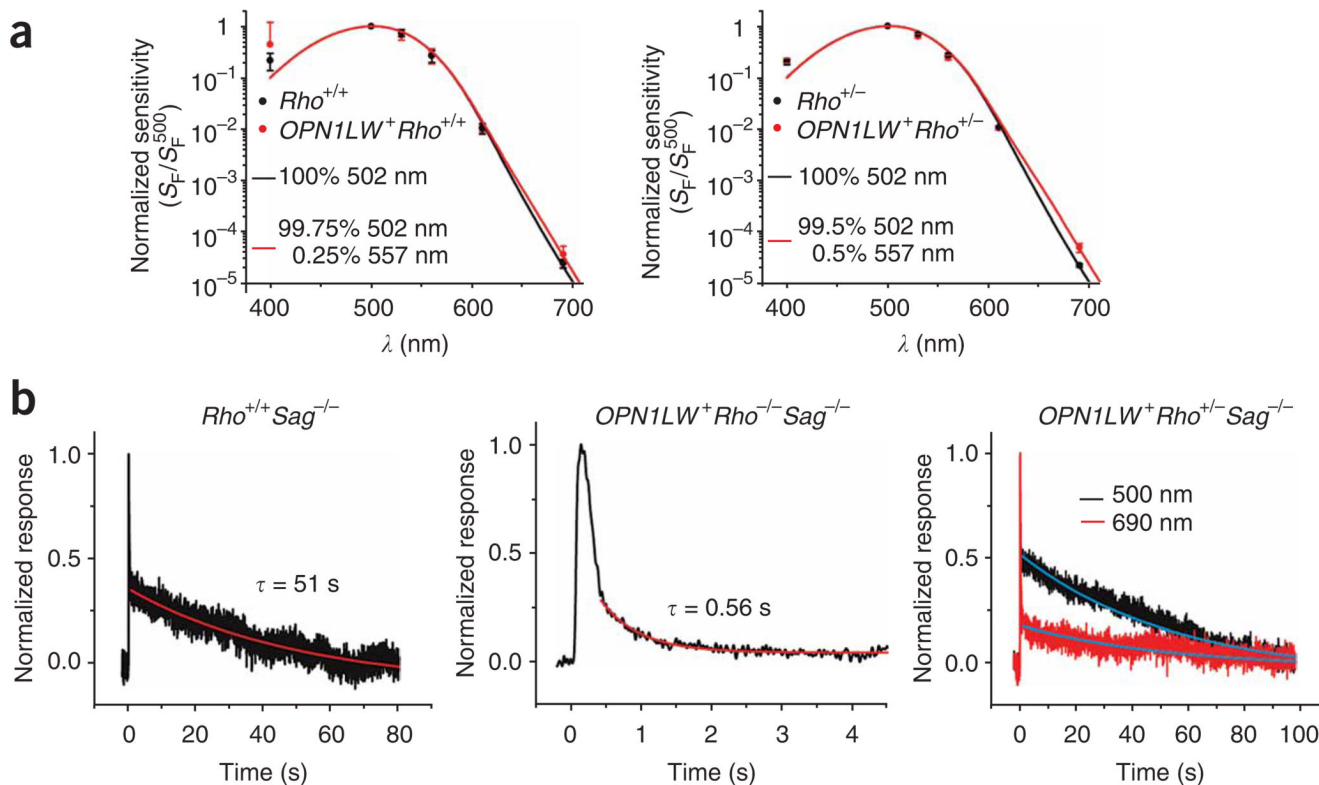 a
Normalized sensitivity
(S_F/S_F^500)
1
10^–1
10^–2
10^–3
10^–4
10^–5
Rho^+/+
OPN1LW^+Rho^+/+
100% 502 nm
99.75% 502 nm
0.25% 557 nm
400 500 600 700
λ (nm)
Normalized sensitivity
(S_F/S_F^500)
1
10^–1
10^–2
10^–3
10^–4
10^–5
Rho^+/–
OPN1LW^+Rho^+/–
100% 502 nm
99.5% 502 nm
0.5% 557 nm
400 500 600 700
λ (nm)
b
Rho^+/+Sag^–/–
Normalized response
1.0
0.5
0.0
τ = 51 s
0 20 40 60 80
Time (s)
OPN1LW^+Rho^–/–Sag^–/–
Normalized response
1.0
0.5
0.0
τ = 0.56 s
0 1 2 3 4
Time (s)
OPN1LW^+Rho^+/–Sag^–/–
Normalized response
1.0
0.5
0.0
500 nm
690 nm
0 20 40 60 80 100
Time (s)